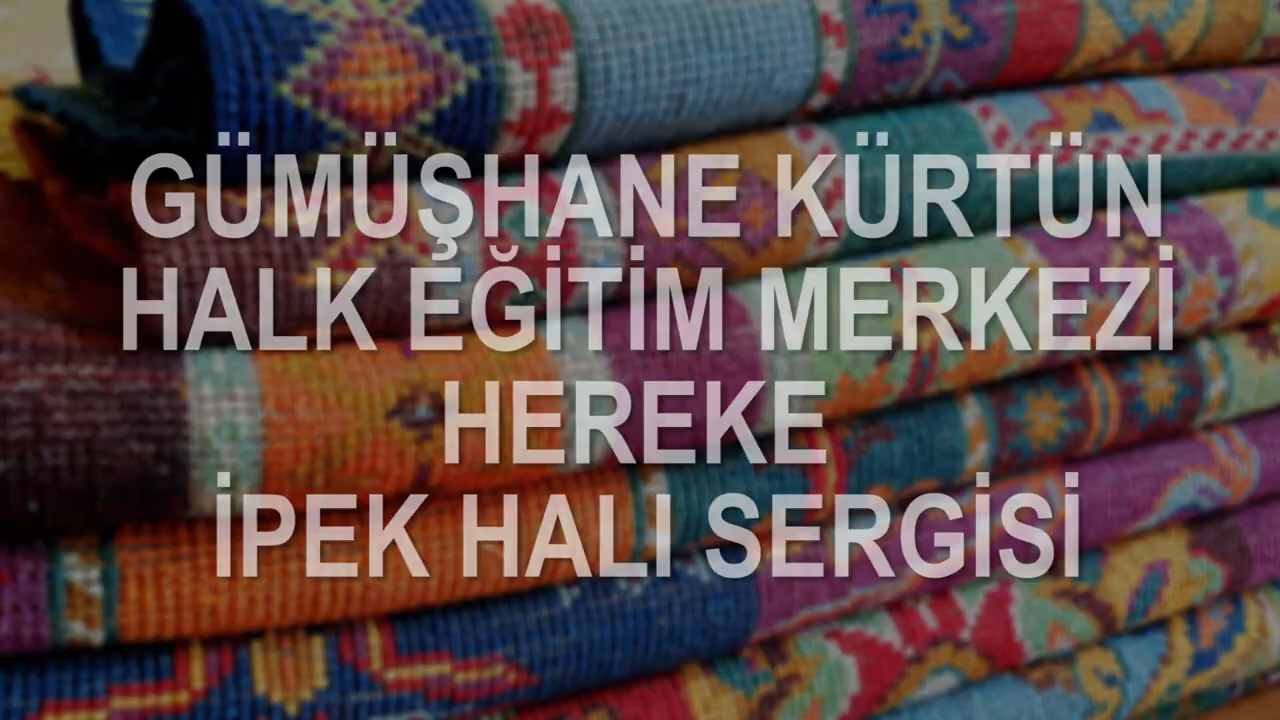 GÜMÜŞHANE KÜRTÜN
HALK EĞİTİM MERKEZİ
HEREKE
İPEK HALI SERGİSİ